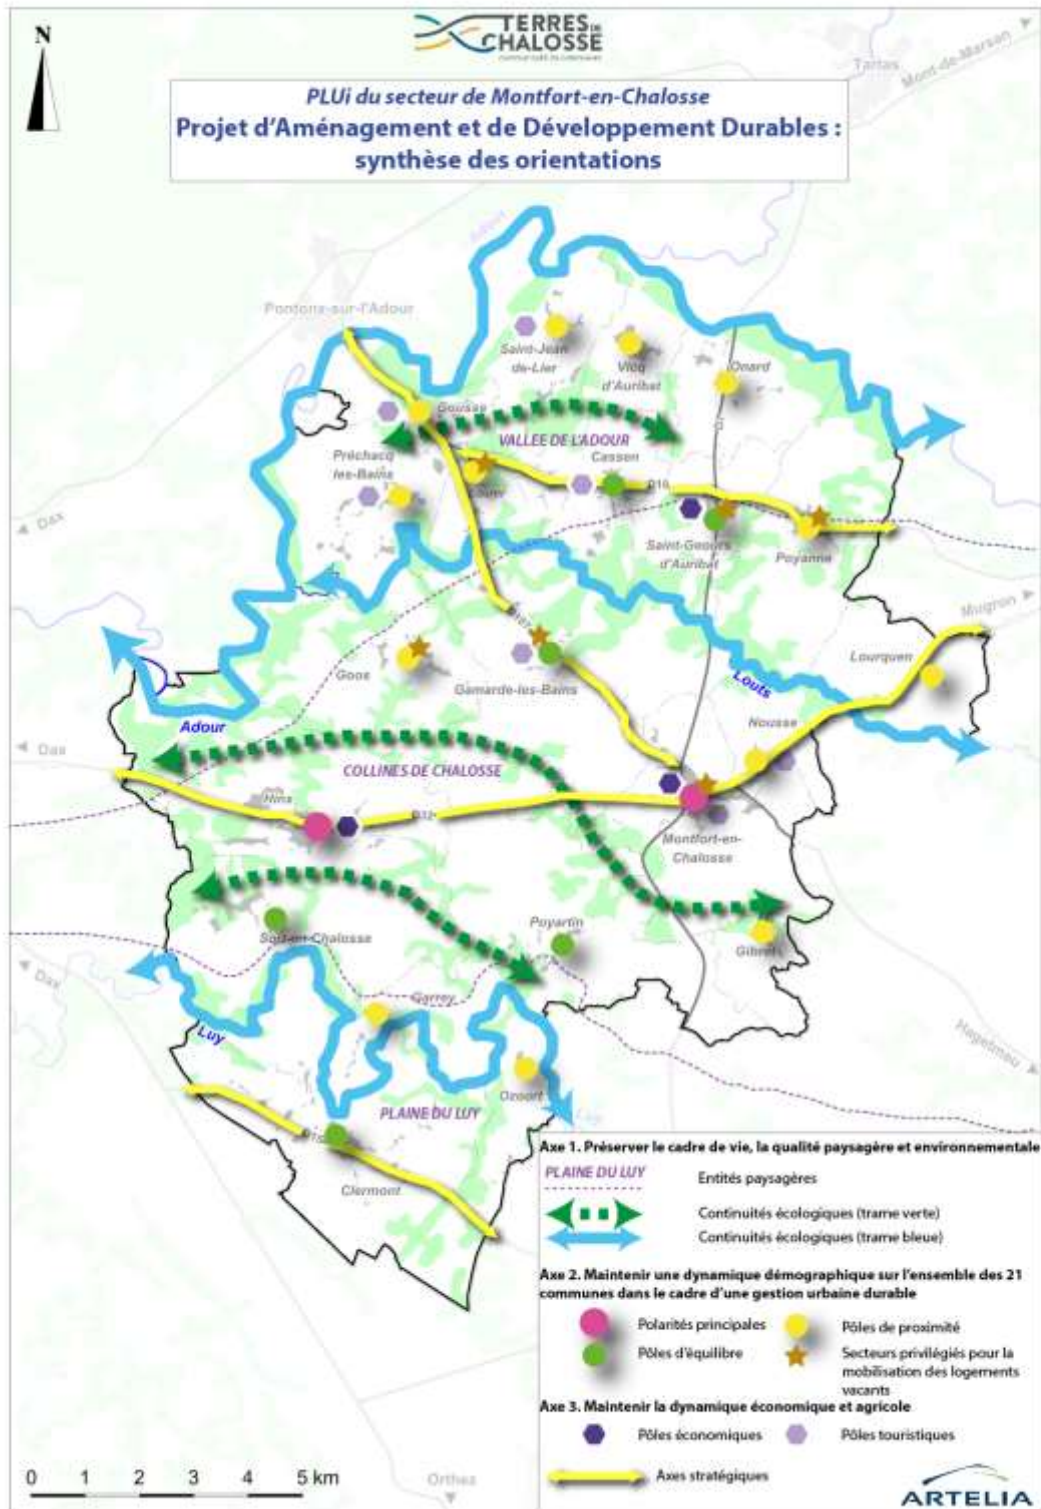 TERRES DE
CHALOSSE
N
PLUi du secteur de Montfort-en-Chalosse
Projet d'Aménagement et de Développement Durables :
synthèse des orientations
Tartas
Mont-de-Marsan
Adour
Pontonx-sur-l'Adour
Saint-Jean
de-Lier
Vicq
d'Auribat
Onard
Gousse
VALLEE DE L'ADOUR
Préchacq
les-Bains
Cassen
Louer
D10
Dax
Saint-Geours
d'Auribat
Poyanne
Mugron
Lourquen
Goos
Gamarde-les-Bains
Louts
Adour
Nousse
Dax
COLLINES DE CHALOSSE
Hinx
D32
Montfort-en-
Chalosse
Poyartin
Sort-en-Chalosse
Gibret
Dax
Garrey
Luy
Hagetmau
Ozourt
PLAINE DU LUY
Luy
Clermont
Axe 1. Préserver le cadre de vie, la qualité paysagère et environnementale
PLAINE DU LUY
Entités paysagères
Continuités écologiques (trame verte)
Continuités écologiques (trame bleue)
Axe 2. Maintenir une dynamique démographique sur l'ensemble des 21
communes dans le cadre d'une gestion urbaine durable
Polarités principales
Pôles de proximité
Pôles d'équilibre
Secteurs privilégiés pour la
mobilisation des logements
vacants
Axe 3. Maintenir la dynamique économique et agricole
Pôles économiques
Pôles touristiques
Axes stratégiques
0 1 2 3 4 5 km
Orthez
ARTELIA